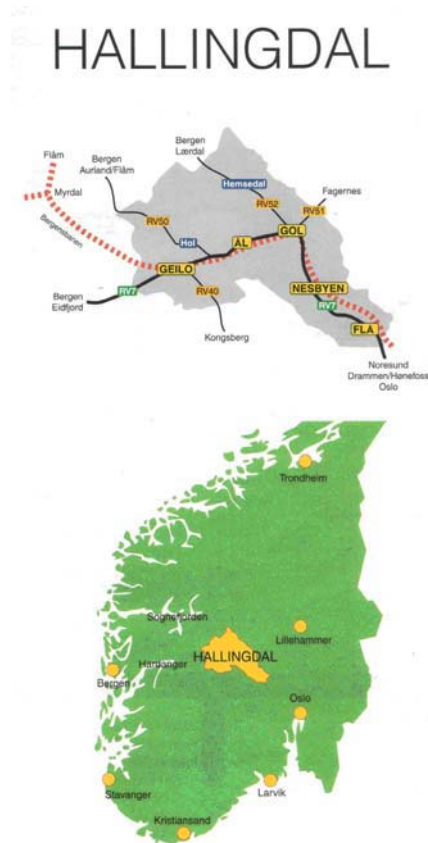 HALLINGDAL
Bergen
Lærdal
Flåm
Bergen
Aurland/Flåm
Myrdal
Hemsedal
Fagernes
RV52
RV51
Bergensbanen
RV50
GOL
Hol
ÅL
GEILO
RV7
RV40
NESBYEN
Bergen
Eidfjord
RV7
Kongsberg
FLÅ
Noresund
Drammen/Hønefoss
Oslo
Trondheim
Sognefjorden
Lillehammer
HALLINGDAL
Hardanger
Bergen
Oslo
Stavanger
Larvik
Kristiansand